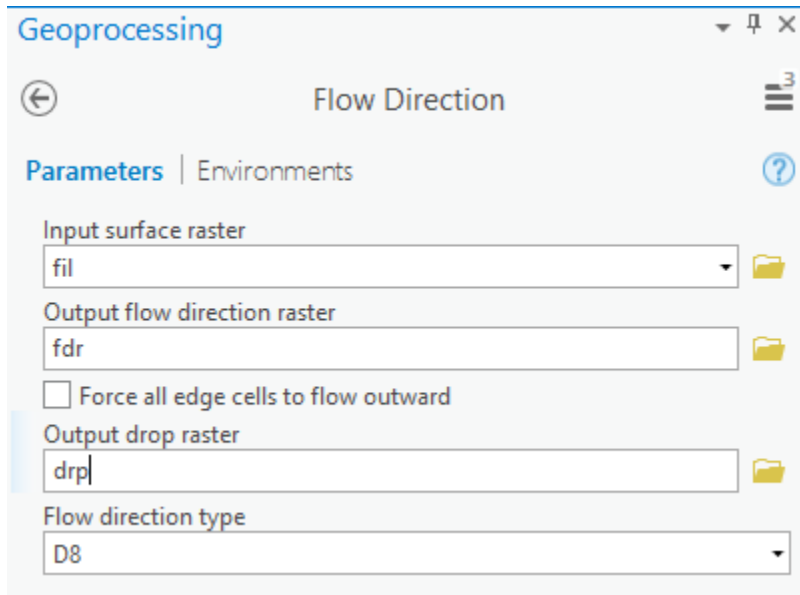 Geoprocessing
Flow Direction
3
Parameters | Environments
?
Input surface raster
fil
Output flow direction raster
fdr
Force all edge cells to flow outward
Output drop raster
drp
Flow direction type
D8